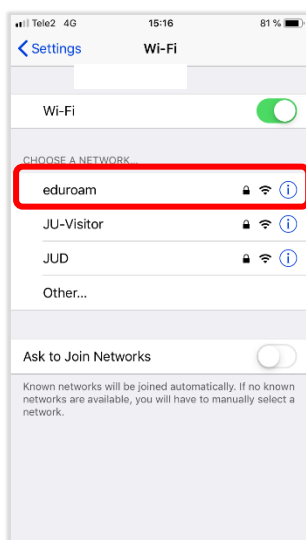 Tele2 4G 15:16 81 %
Settings Wi-Fi
Wi-Fi
CHOOSE A NETWORK...
eduroam
JU-Visitor
JUD
Other...
Ask to Join Networks
Known networks will be joined automatically. If no known
networks are available, you will have to manually select a
network.